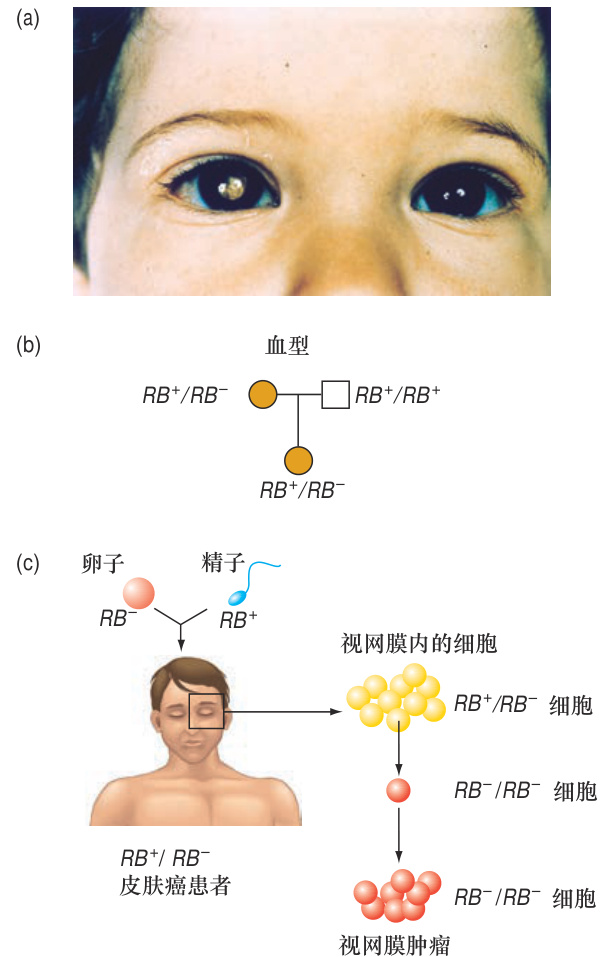 (a)
(b)
血型
RB⁺/RB⁻
RB⁺/RB⁺
RB⁺/RB⁻
(c)
卵子
精子
RB⁻
RB⁺
视网膜内的细胞
RB⁺/RB⁻ 细胞
RB⁻/RB⁻ 细胞
RB⁺/ RB⁻
皮肤癌患者
RB⁻/RB⁻ 细胞
视网膜肿瘤